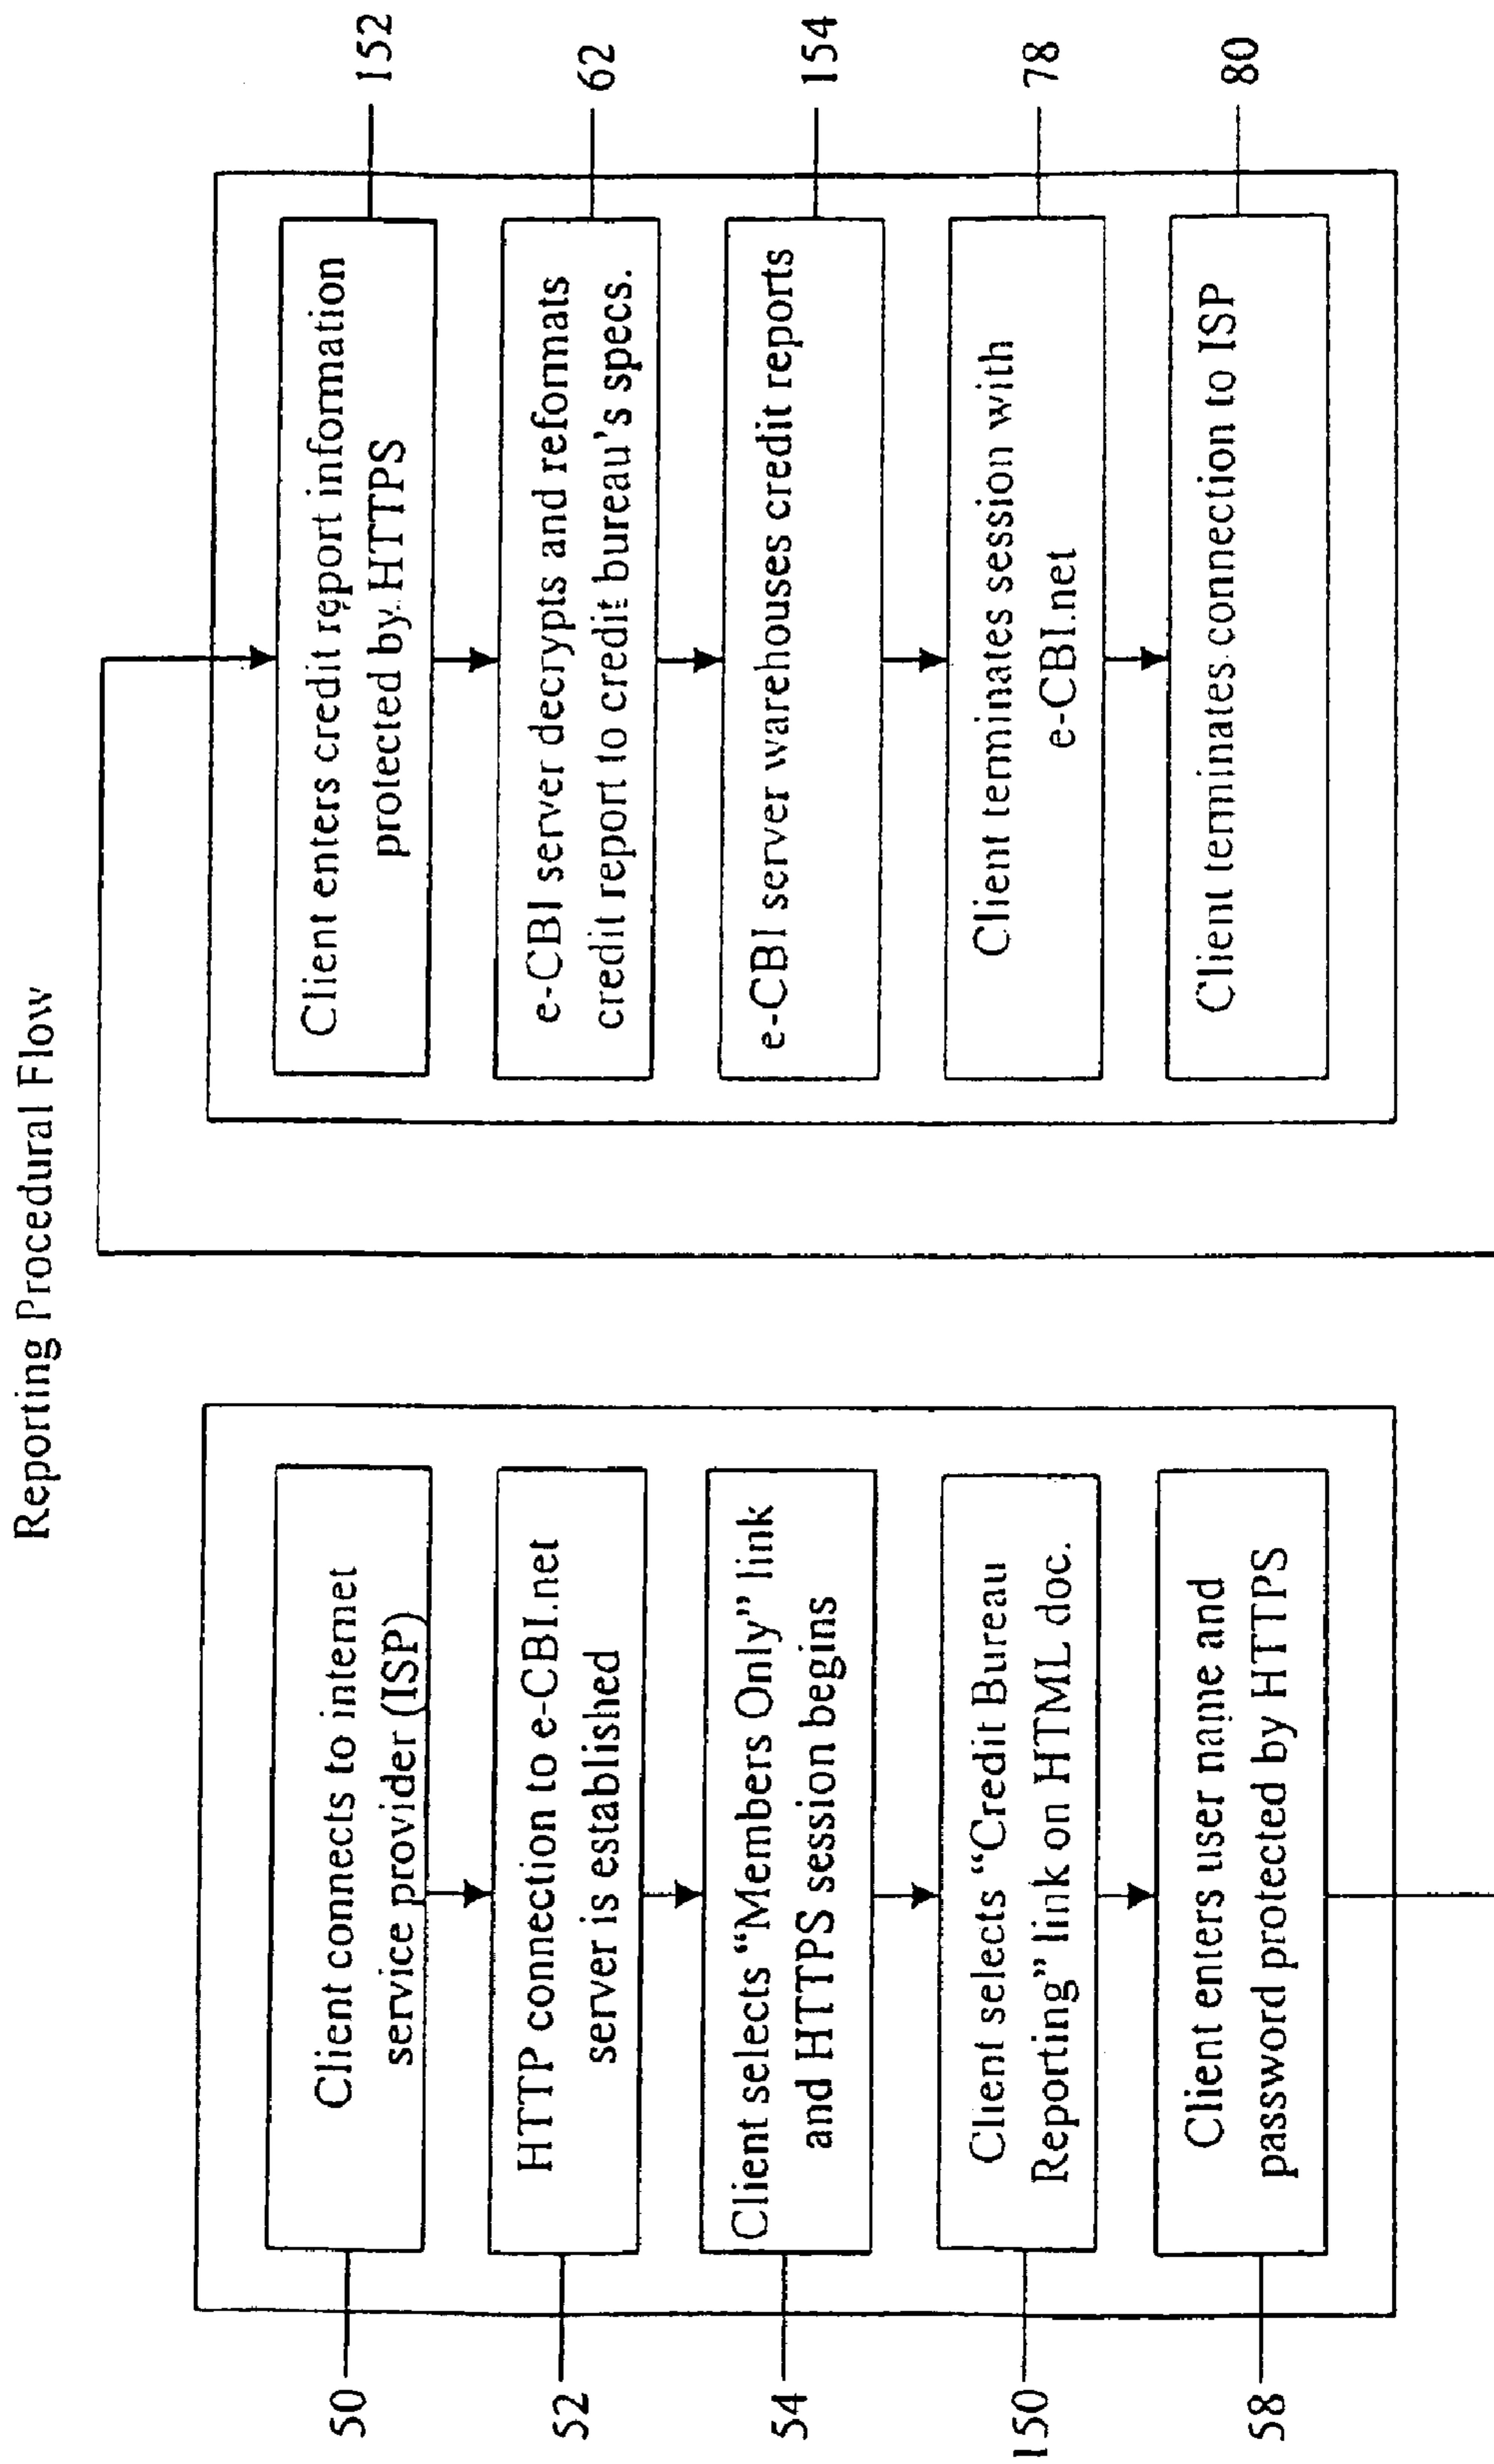 Reporting Procedural Flow
50
Client connects to internet
service provider (ISP)
52
HTTP connection to e-CBI.net
server is established
54
Client selects “Members Only” link
and HTTPS session begins
150
Client selects “Credit Bureau
Reporting” link on HTML doc.
58
Client enters user name and
password protected by HTTPS
Client enters credit report information
protected by HTTPS
152
e-CBI server decrypts and reformats
credit report to credit bureau's specs.
62
e-CBI server warehouses credit reports
154
Client terminates session with
e-CBI.net
78
Client terminates connection to ISP
80